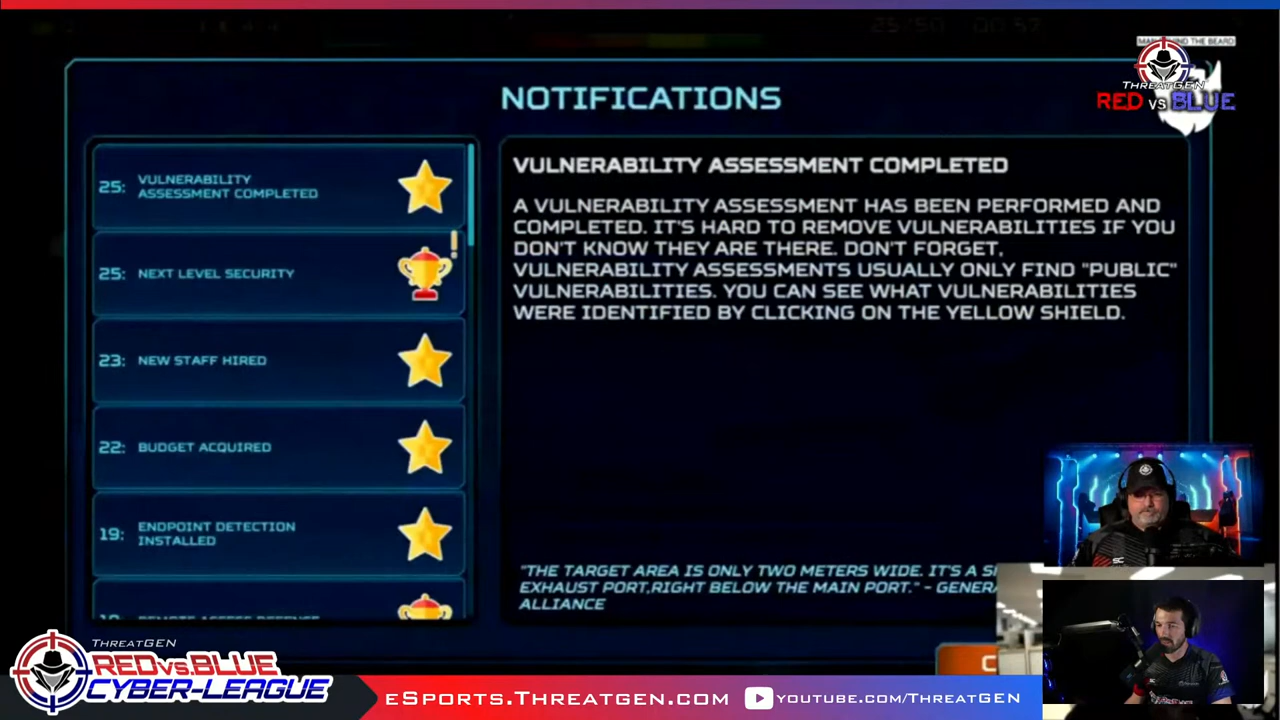 MAN BEHIND THE BEARD
THREATGEN
RED VS BLUE
NOTIFICATIONS
25: VULNERABILITY
ASSESSMENT COMPLETED
25: NEXT LEVEL SECURITY
23: NEW STAFF HIRED
22: BUDGET ACQUIRED
19: ENDPOINT DETECTION
INSTALLED
VULNERABILITY ASSESSMENT COMPLETED
A VULNERABILITY ASSESSMENT HAS BEEN PERFORMED AND
COMPLETED. IT'S HARD TO REMOVE VULNERABILITIES IF YOU
DON'T KNOW THEY ARE THERE. DON'T FORGET,
VULNERABILITY ASSESSMENTS USUALLY ONLY FIND "PUBLIC"
VULNERABILITIES. YOU CAN SEE WHAT VULNERABILITIES
WERE IDENTIFIED BY CLICKING ON THE YELLOW SHIELD.
"THE TARGET AREA IS ONLY TWO METERS WIDE. IT'S A
EXHAUST PORT,RIGHT BELOW THE MAIN PORT." -
ALLIANCE
THREATGEN
RED VS. BLUE
CYBER-LEAGUE
ESPORTS.THREATGEN.COM
YOUTUBE.COM/THREATGEN